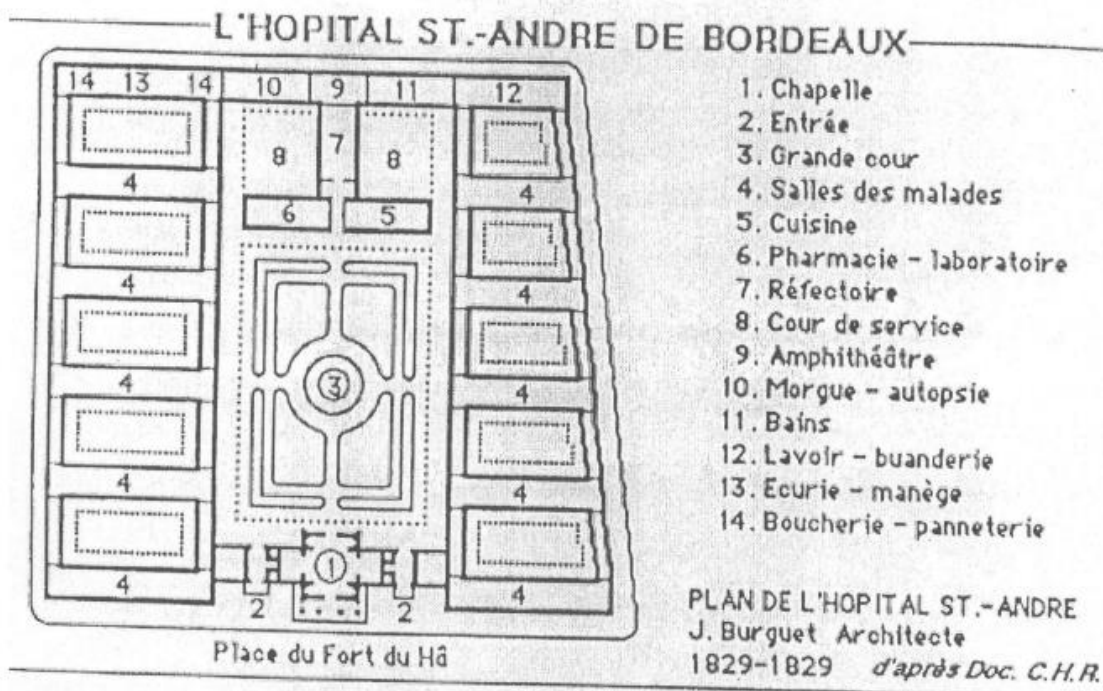 L'HOPITAL ST.-ANDRE DE BORDEAUX
14 13 14 10 9 11 12
8 7 8
4 4
6 5
4 4
3
4 4
4 4
1
4 2 2 4
Place du Fort du Hâ
1. Chapelle
2. Entrée
3. Grande cour
4. Salles des malades
5. Cuisine
6. Pharmacie - laboratoire
7. Réfectoire
8. Cour de service
9. Amphithéâtre
10. Morgue - autopsie
11. Bains
12. Lavoir - buanderie
13. Ecurie - manège
14. Boucherie - panneterie
PLAN DE L'HOPITAL ST.-ANDRE
J. Burguet Architecte
1829-1829 d'après Doc. C.H.R.